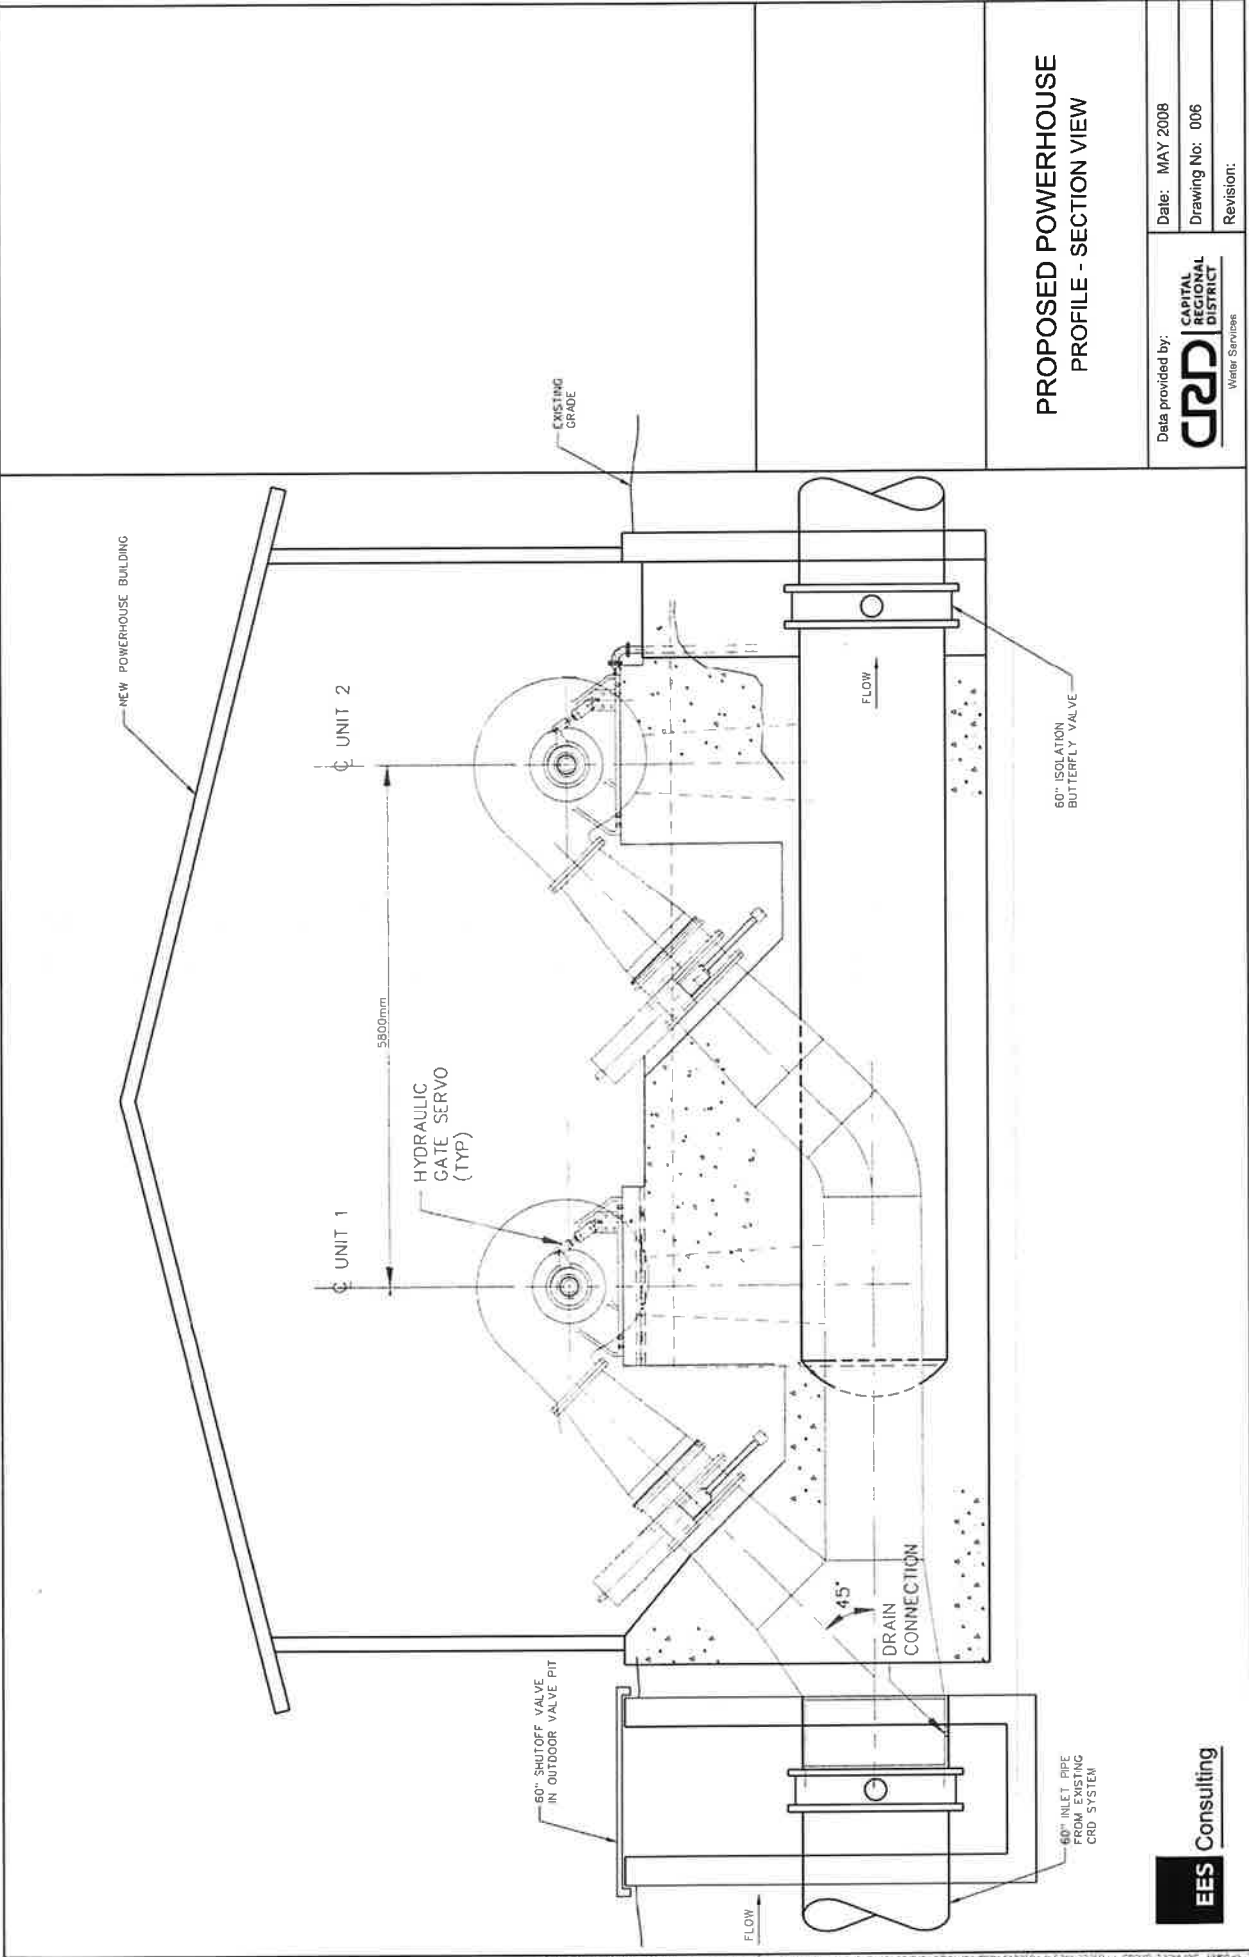 NEW POWERHOUSE BUILDING
℄ UNIT 1
℄ UNIT 2
5800mm
HYDRAULIC
GATE SERVO
(TYP)
EXISTING
GRADE
60" SHUTOFF VALVE
IN OUTDOOR VALVE PIT
FLOW
FLOW
45°
DRAIN
CONNECTION
60" INLET PIPE
FROM EXISTING
CRD SYSTEM
60" ISOLATION
BUTTERFLY VALVE
EES Consulting
PROPOSED POWERHOUSE
PROFILE - SECTION VIEW
Data provided by:
CRD
CAPITAL
REGIONAL
DISTRICT
Water Services
Date: MAY 2008
Drawing No: 006
Revision: